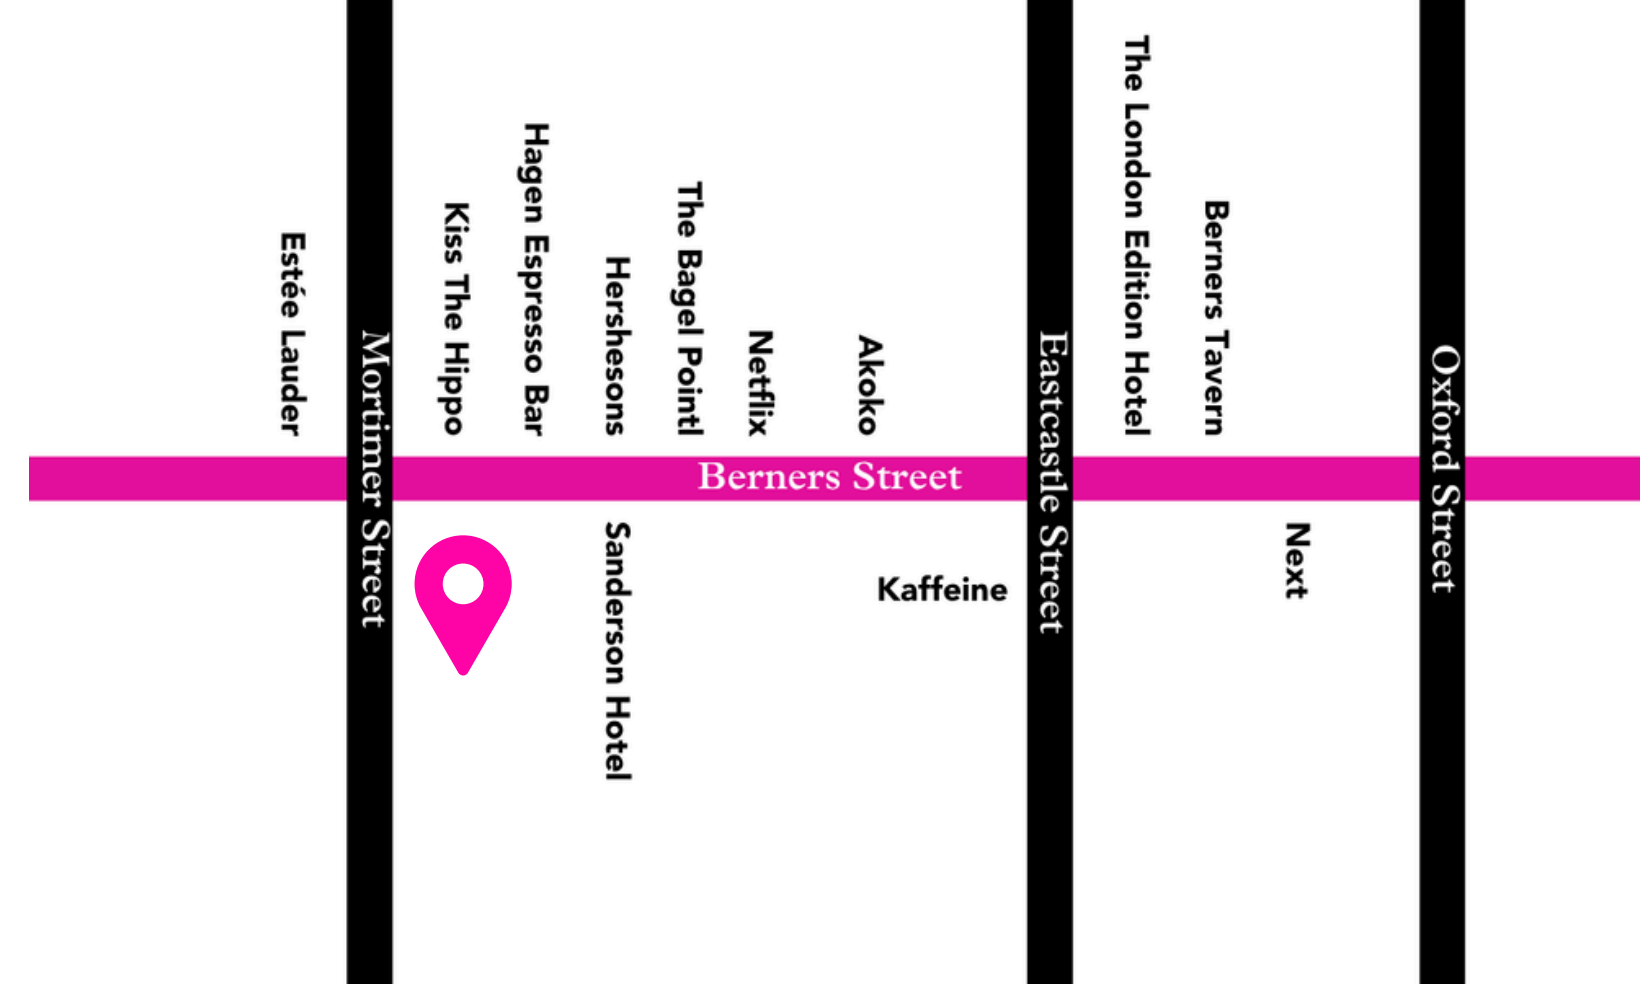 Estée Lauder
Mortimer Street
Kiss The Hippo
Hagen Espresso Bar
Hershesons
The Bagel Pointl
Netflix
Akoko
Eastcastle Street
The London Edition Hotel
Berners Tavern
Oxford Street
Berners Street
Sanderson Hotel
Kaffeine
Next